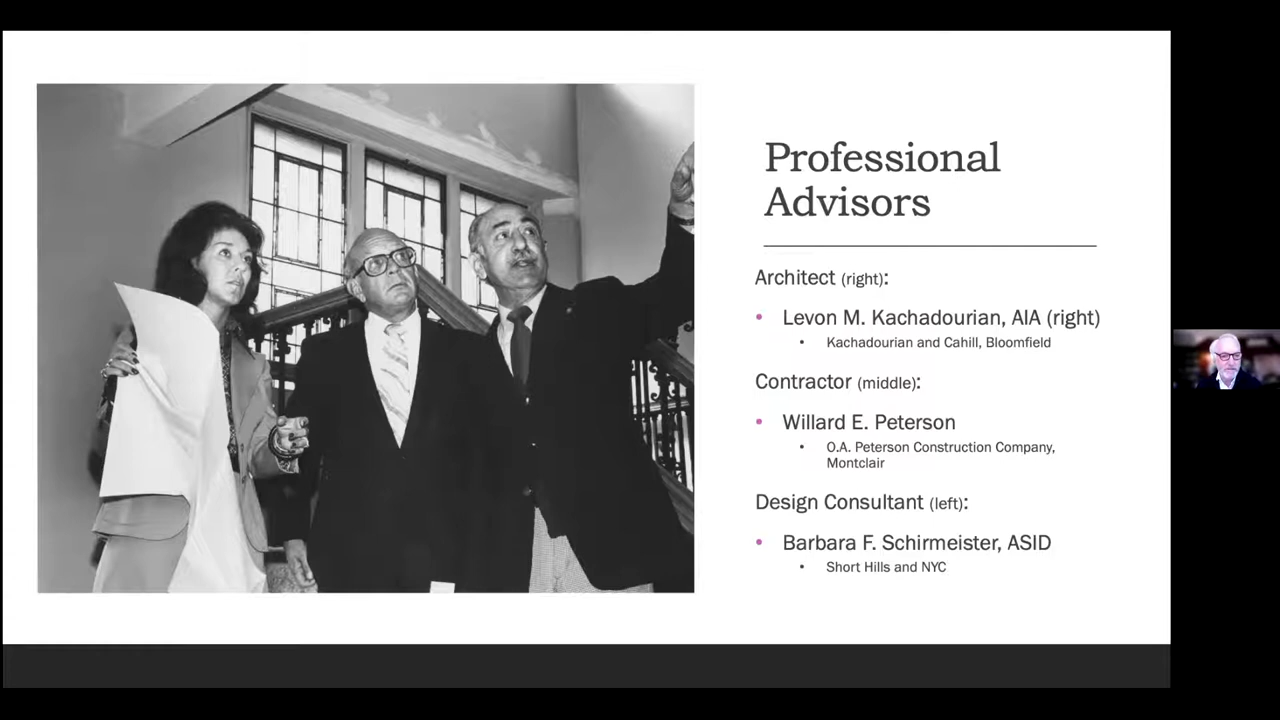 Professional
Advisors
Architect (right):
• Levon M. Kachadourian, AIA (right)
• Kachadourian and Cahill, Bloomfield
Contractor (middle):
• Willard E. Peterson
• O.A. Peterson Construction Company,
Montclair
Design Consultant (left):
• Barbara F. Schirmeister, ASID
• Short Hills and NYC